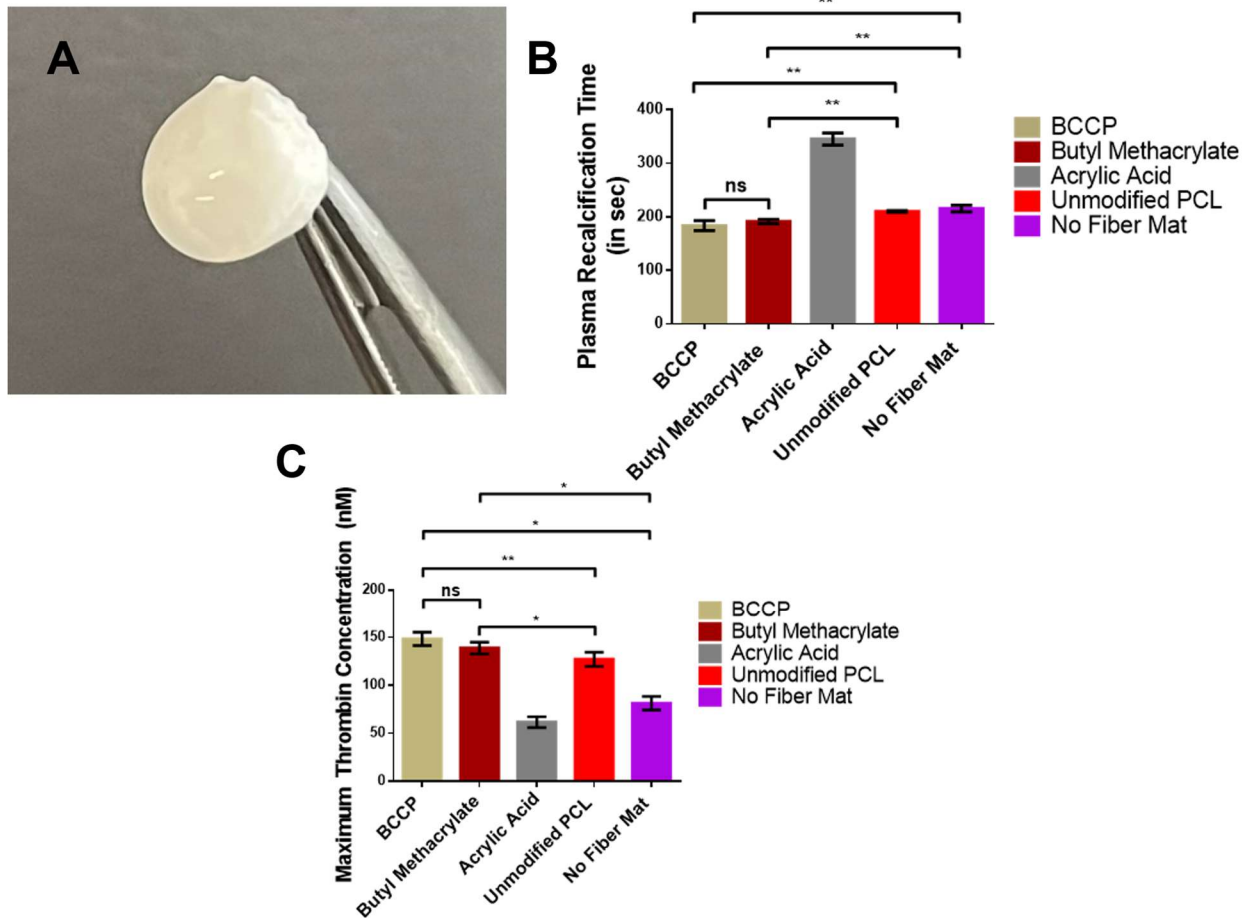 A
B
**
**
**
**
ns
Plasma Recalcification Time
(in sec)
400
300
200
100
0
BCCP
Butyl Methacrylate
Acrylic Acid
Unmodified PCL
No Fiber Mat
BCCP
Butyl Methacrylate
Acrylic Acid
Unmodified PCL
No Fiber Mat
C
*
*
**
ns
*
Maximum Thrombin Concentration (nM)
200
150
100
50
0
BCCP
Butyl Methacrylate
Acrylic Acid
Unmodified PCL
No Fiber Mat
BCCP
Butyl Methacrylate
Acrylic Acid
Unmodified PCL
No Fiber Mat